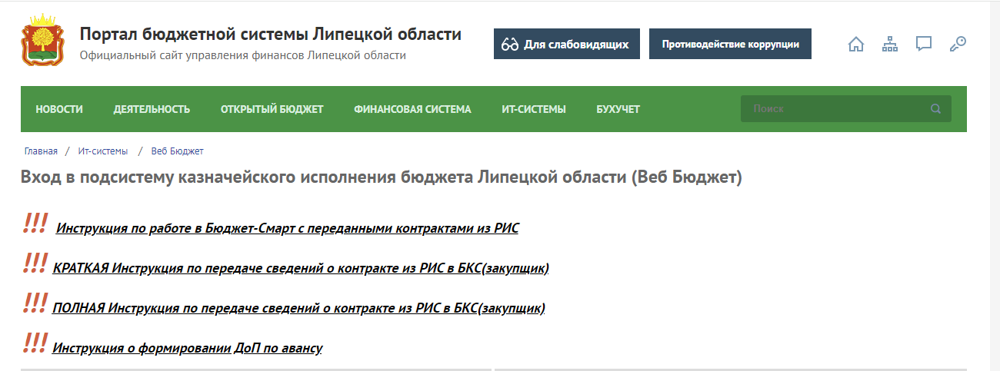 Портал бюджетной системы Липецкой области
Официальный сайт управления финансов Липецкой области
Для слабовидящих
Противодействие коррупции
НОВОСТИ ДЕЯТЕЛЬНОСТЬ ОТКРЫТЫЙ БЮДЖЕТ ФИНАНСОВАЯ СИСТЕМА ИТ-СИСТЕМЫ БУХУЧЕТ Поиск
Главная / Ит-системы / Веб Бюджет
Вход в подсистему казначейского исполнения бюджета Липецкой области (Веб Бюджет)
!!! Инструкция по работе в Бюджет-Смарт с переданными контрактами из РИС
!!! КРАТКАЯ Инструкция по передаче сведений о контракте из РИС в БКС(закупщик)
!!! ПОЛНАЯ Инструкция по передаче сведений о контракте из РИС в БКС(закупщик)
!!! Инструкция о формировании ДоП по авансу